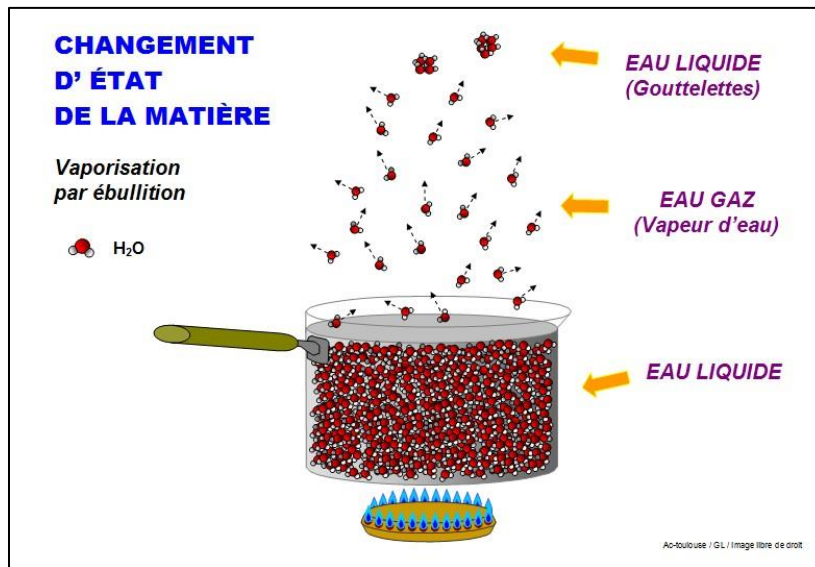 CHANGEMENT
D' ÉTAT
DE LA MATIÈRE
Vaporisation
par ébullition
H₂O
EAU LIQUIDE
(Gouttelettes)
EAU GAZ
(Vapeur d'eau)
EAU LIQUIDE
Ac-toulouse / GL / Image libre de droit